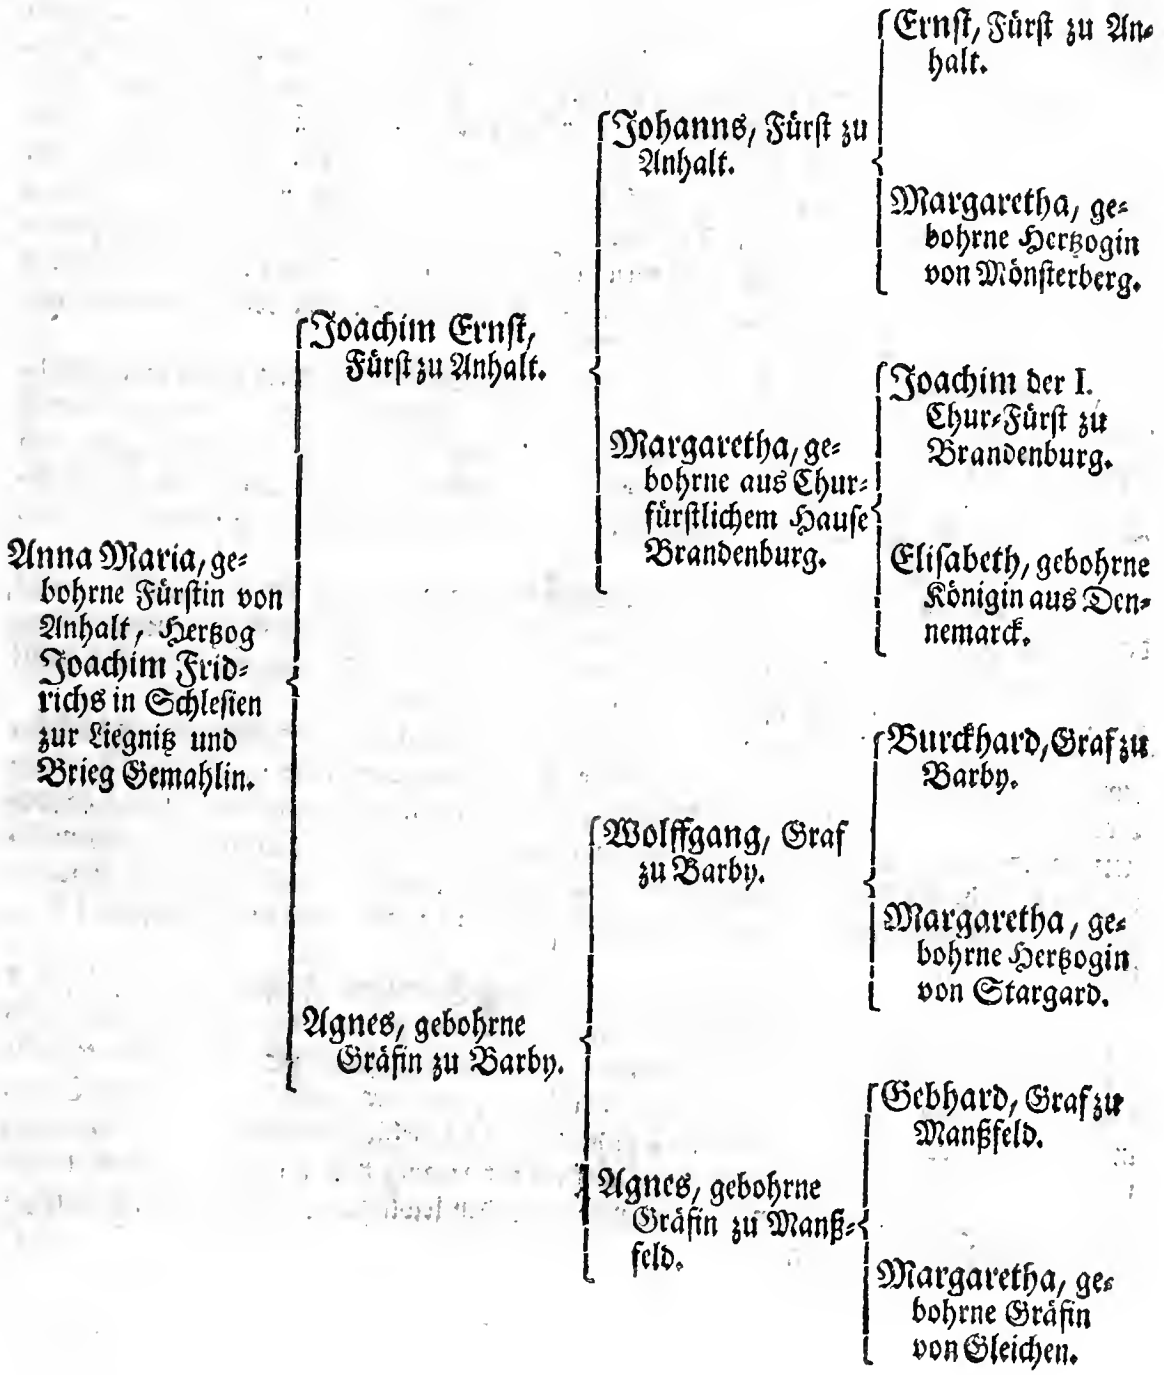 Anna Maria, ge⸗
bohrne Fürstin von
Anhalt, Hertzog
Joachim Frid⸗
richs in Schlesien
zur Liegnitz und
Brieg Gemahlin.
Joachim Ernst,
Fürst zu Anhalt.
Agnes, gebohrne
Gräfin zu Barby.
Johanns, Fürst zu
Anhalt.
Margaretha, ge⸗
bohrne aus Chur⸗
fürstlichem Hause
Brandenburg.
Wolffgang, Graf
zu Barby.
Agnes, gebohrne
Gräfin zu Manß⸗
feld.
Ernst, Fürst zu An⸗
halt.
Margaretha, ge⸗
bohrne Hertzogin
von Mönsterberg.
Joachim der I.
Chur⸗Fürst zu
Brandenburg.
Elisabeth, gebohrne
Königin aus Den⸗
nemarck.
Burckhard, Graf zu
Barby.
Margaretha, ge⸗
bohrne Hertzogin
von Stargard.
Gebhard, Graf zu
Manßfeld.
Margaretha, ge⸗
bohrne Gräfin
von Gleichen.